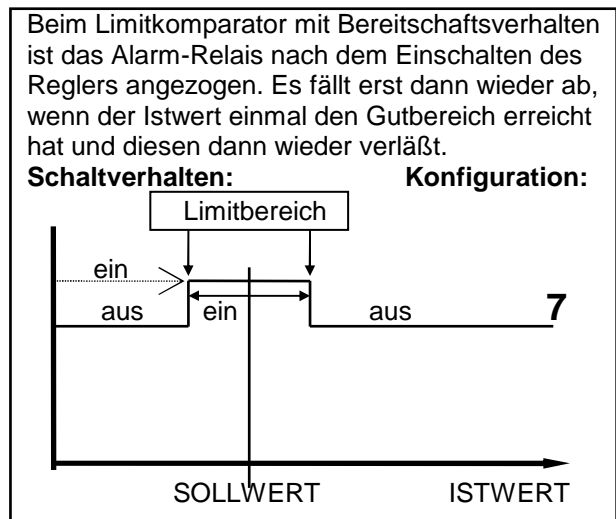 Beim Limitkomparator mit Bereitschaftsverhalten
ist das Alarm-Relais nach dem Einschalten des
Reglers angezogen. Es fällt erst dann wieder ab,
wenn der Istwert einmal den Gutbereich erreicht
hat und diesen dann wieder verläßt.
Schaltverhalten: Konfiguration:
Limitbereich
ein
aus ein aus 7
SOLLWERT ISTWERT